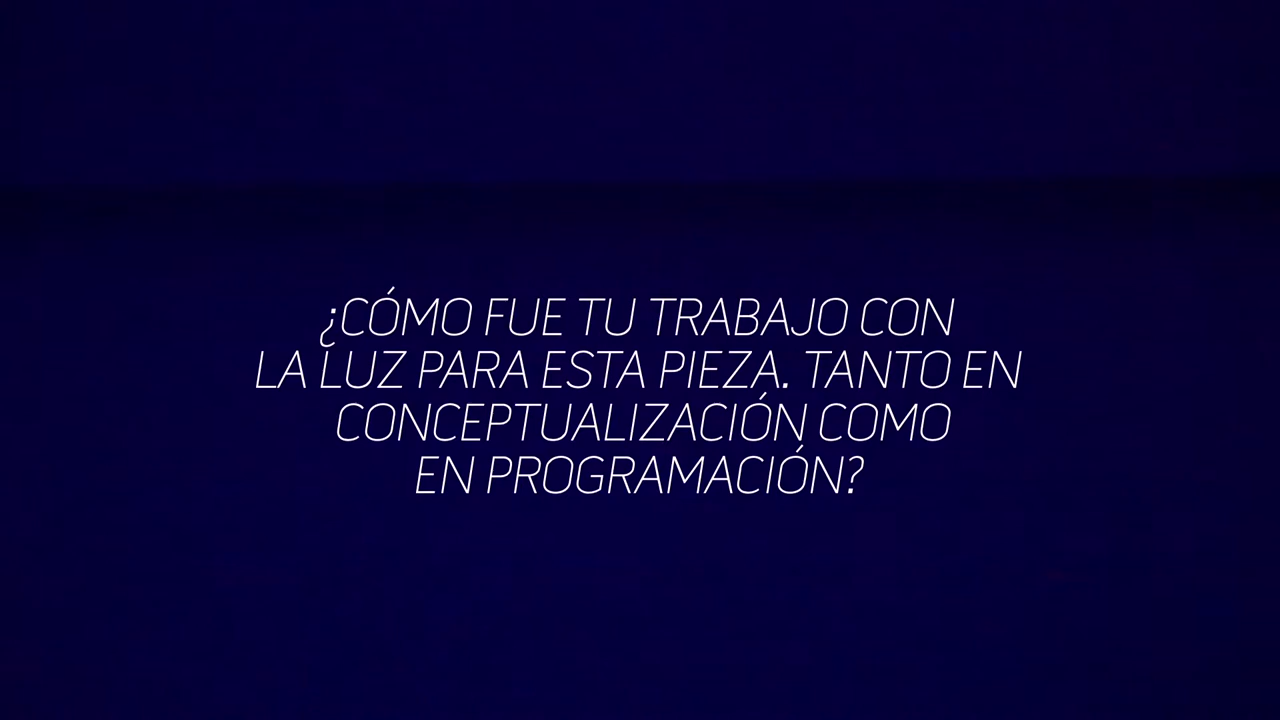 ¿CÓMO FUE TU TRABAJO CON
LA LUZ PARA ESTA PIEZA. TANTO EN
CONCEPTUALIZACIÓN COMO
EN PROGRAMACIÓN?